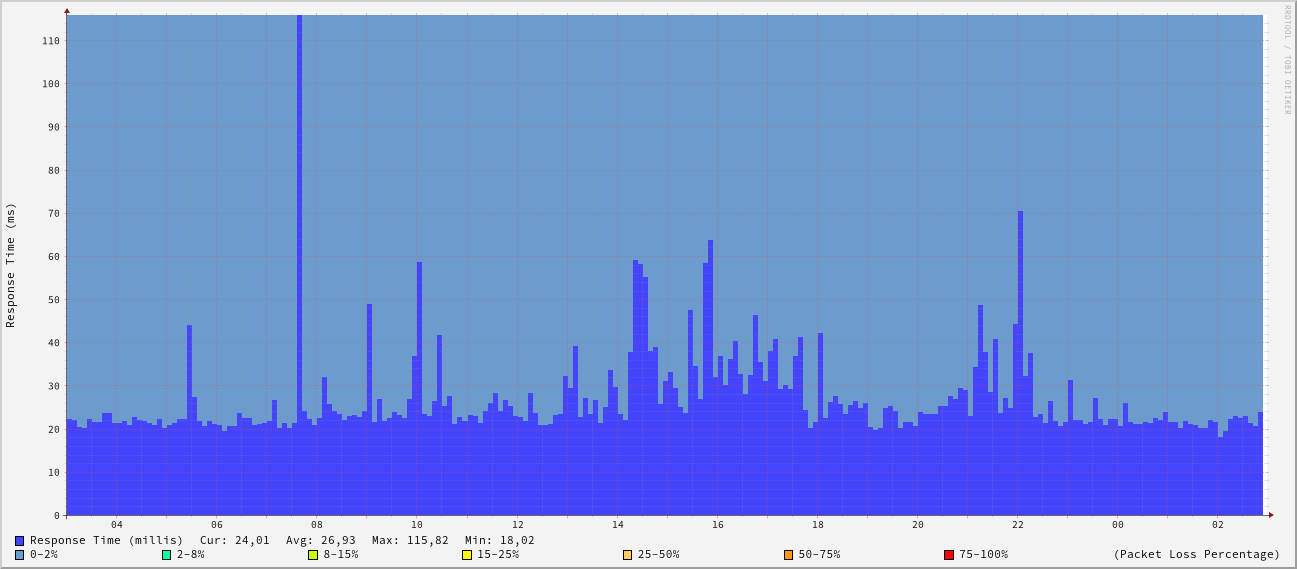 RRDTOOL / TOBI OETIKER
Response Time (ms)
110
100
90
80
70
60
50
40
30
20
10
0
04 06 08 10 12 14 16 18 20 22 00 02
Response Time (millis) Cur: 24,01 Avg: 26,93 Max: 115,82 Min: 18,02
0-2% 2-8% 8-15% 15-25% 25-50% 50-75% 75-100% (Packet Loss Percentage)